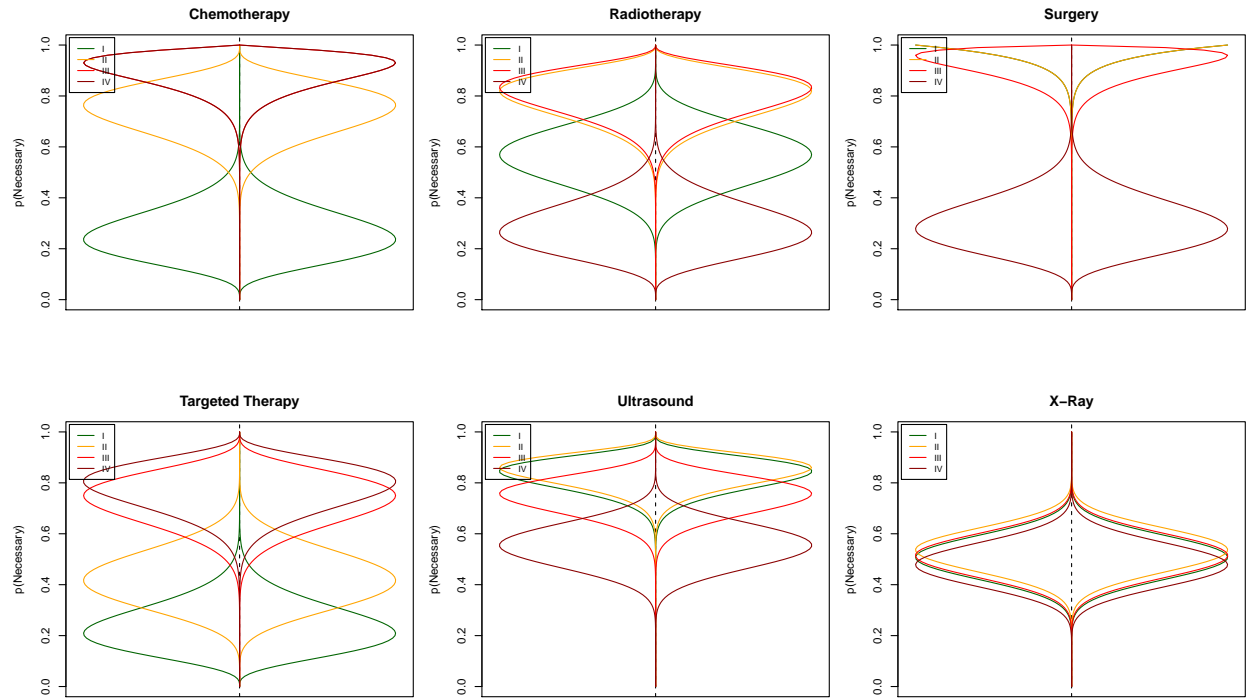 Chemotherapy
I
II
III
IV
p(Necessary)
0.0
0.2
0.4
0.6
0.8
1.0
Radiotherapy
I
II
III
IV
p(Necessary)
0.0
0.2
0.4
0.6
0.8
1.0
Surgery
I
II
III
IV
p(Necessary)
0.0
0.2
0.4
0.6
0.8
1.0
Targeted Therapy
I
II
III
IV
p(Necessary)
0.0
0.2
0.4
0.6
0.8
1.0
Ultrasound
I
II
III
IV
p(Necessary)
0.0
0.2
0.4
0.6
0.8
1.0
X−Ray
I
II
III
IV
p(Necessary)
0.0
0.2
0.4
0.6
0.8
1.0